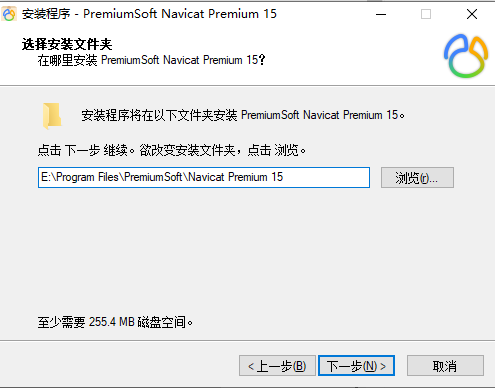 安装程序 - PremiumSoft Navicat Premium 15
选择安装文件夹
在哪里安装 PremiumSoft Navicat Premium 15?
安装程序将在以下文件夹安装 PremiumSoft Navicat Premium 15。
点击 下一步 继续。欲改变安装文件夹，点击 浏览。
E:\Program Files\PremiumSoft\Navicat Premium 15
浏览(r)...
至少需要 255.4 MB 磁盘空间。
< 上一步(B)
下一步(N) >
取消